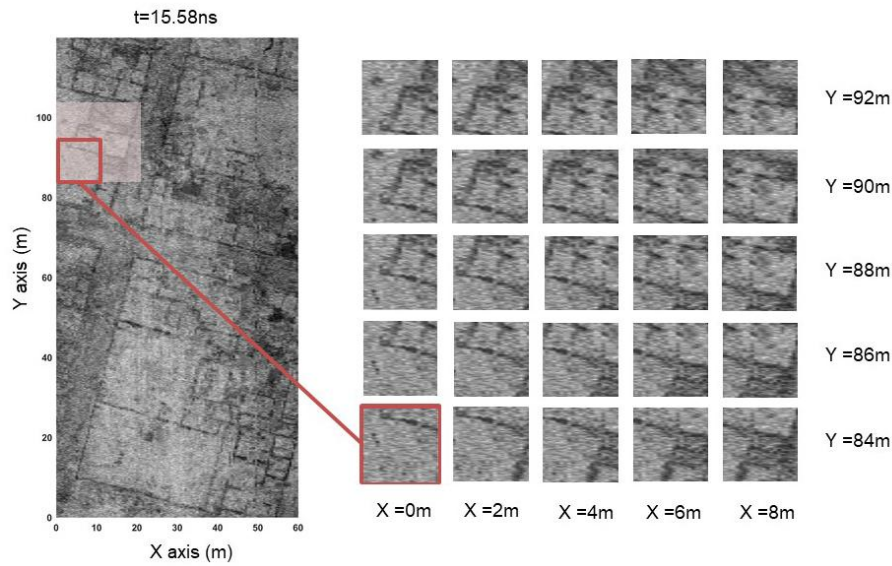 t=15.58ns
100
80
60
40
20
0
Y axis (m)
0 10 20 30 40 50 60
X axis (m)
Y =92m
Y =90m
Y =88m
Y =86m
Y =84m
X =0m X =2m X =4m X =6m X =8m